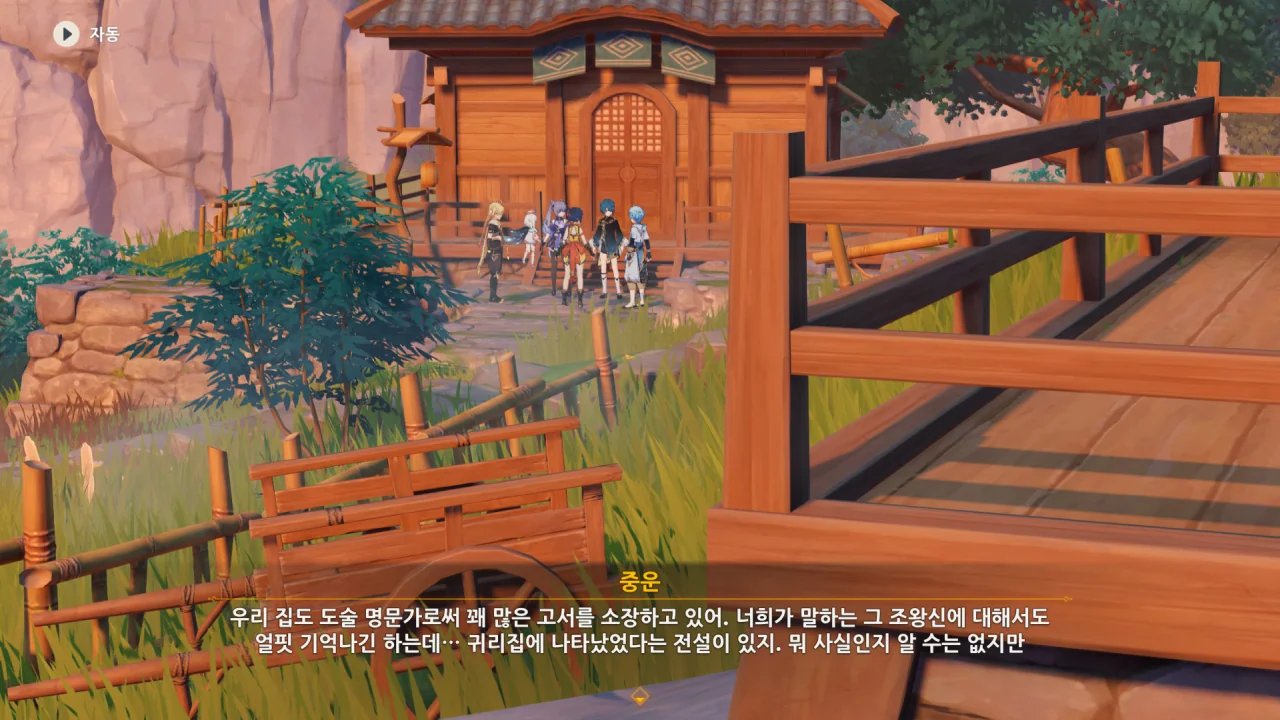 자동
중운
우리 집도 도술 명문가로써 꽤 많은 고서를 소장하고 있어. 너희가 말하는 그 조왕신에 대해서도
얼핏 기억나긴 하는데… 귀리집에 나타났었다는 전설이 있지. 뭐 사실인지 알 수는 없지만